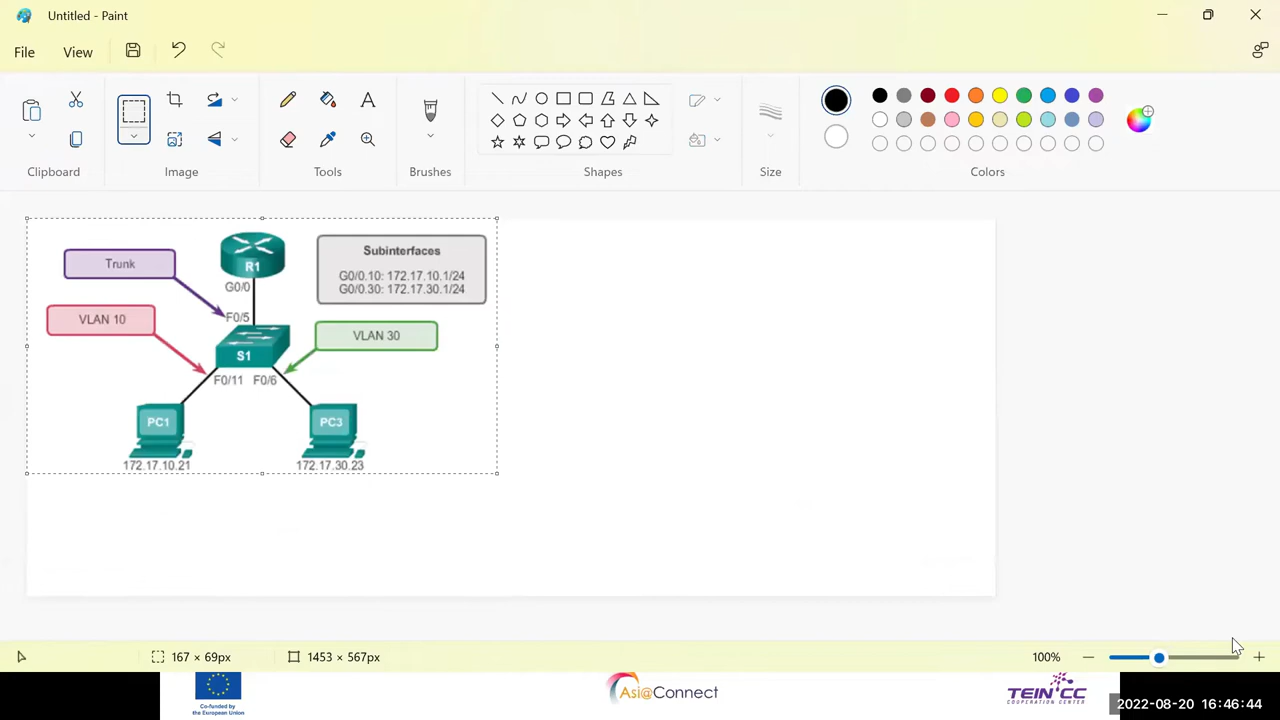 Untitled - Paint
File
View
Clipboard
Image
Tools
Brushes
Shapes
Size
Colors
A
Trunk
R1
Subinterfaces
G0/0.10: 172.17.10.1/24
G0/0.30: 172.17.30.1/24
G0/0
VLAN 10
F0/5
VLAN 30
S1
F0/11 F0/6
PC1
PC3
172.17.10.21
172.17.30.23
167 × 69px
1453 × 567px
100%
Co-funded by
the European Union
Asi@Connect
TEIN*CC
COOPERATION CENTER
2022-08-20 16:46:44